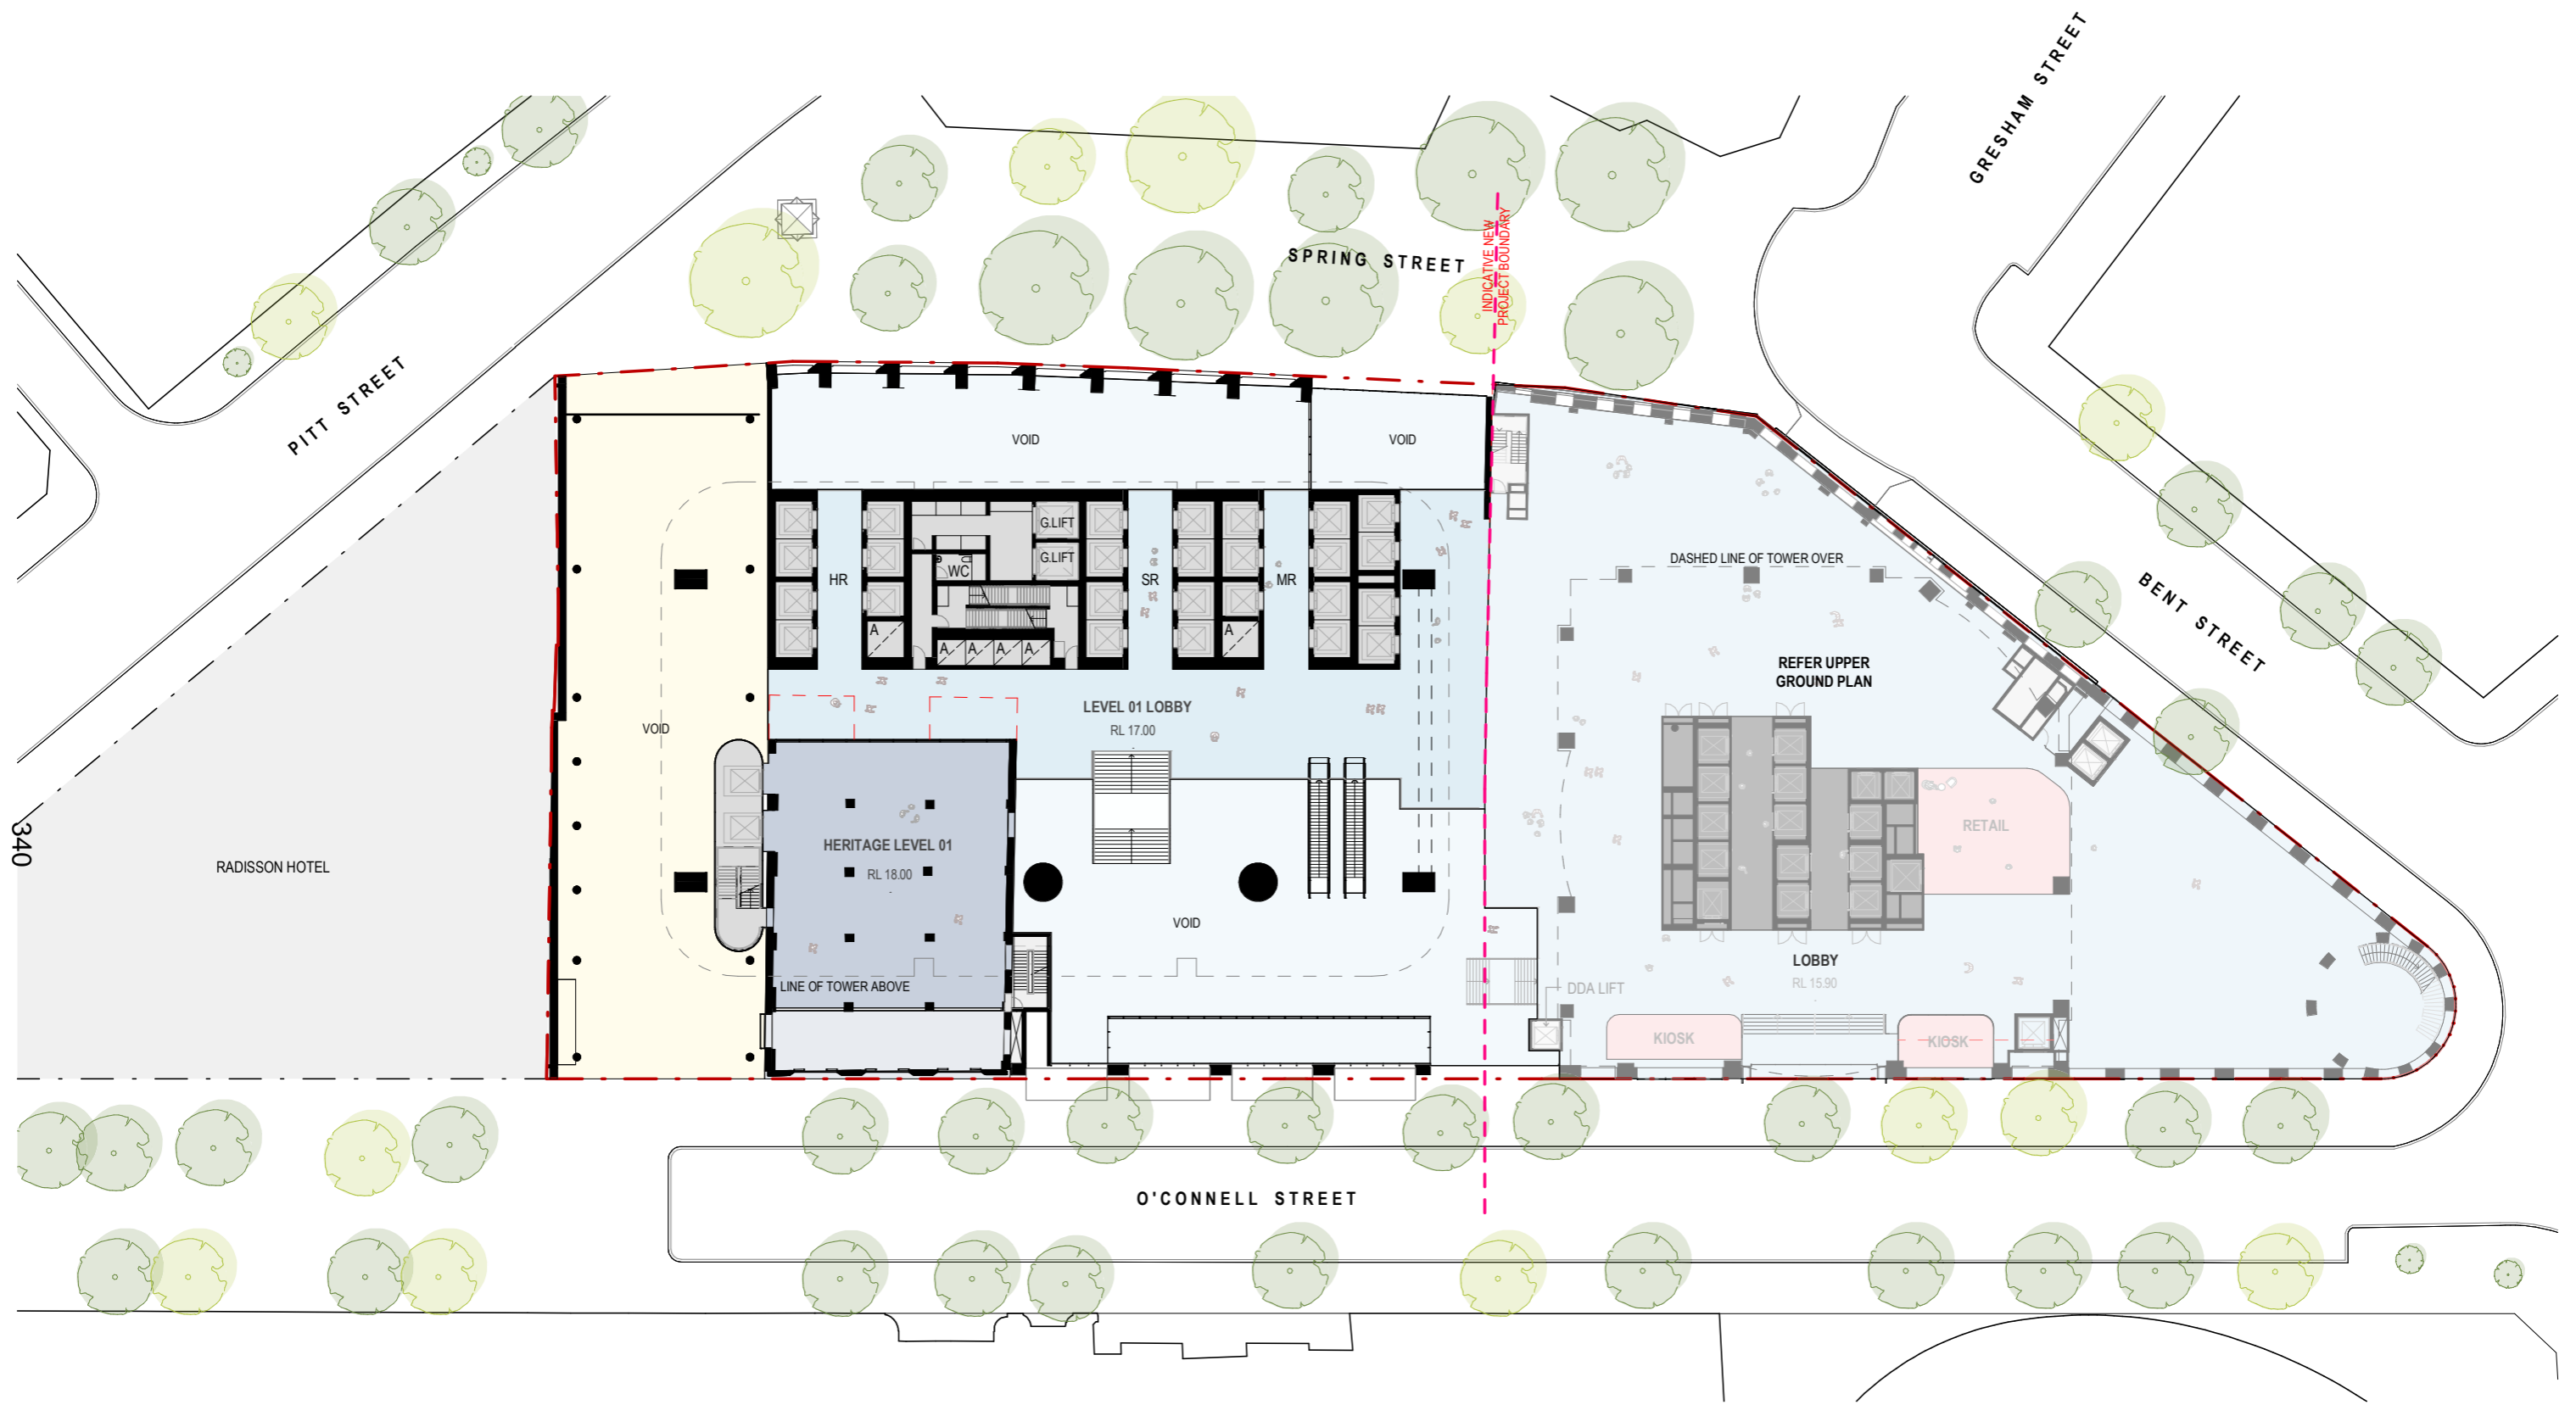 GRESHAM STREET
SPRING STREET
INDICATIVE NEW
PROJECT BOUNDARY
PITT STREET
VOID
VOID
G.LIFT
G.LIFT
WC
HR
SR
MR
A
A
A
A
A
A
DASHED LINE OF TOWER OVER
BENT STREET
REFER UPPER
GROUND PLAN
LEVEL 01 LOBBY
RL 17.00
VOID
340
RADISSON HOTEL
HERITAGE LEVEL 01
RL 18.00
RETAIL
VOID
LINE OF TOWER ABOVE
LOBBY
RL 15.90
DDA LIFT
KIOSK
KIOSK
O'CONNELL STREET